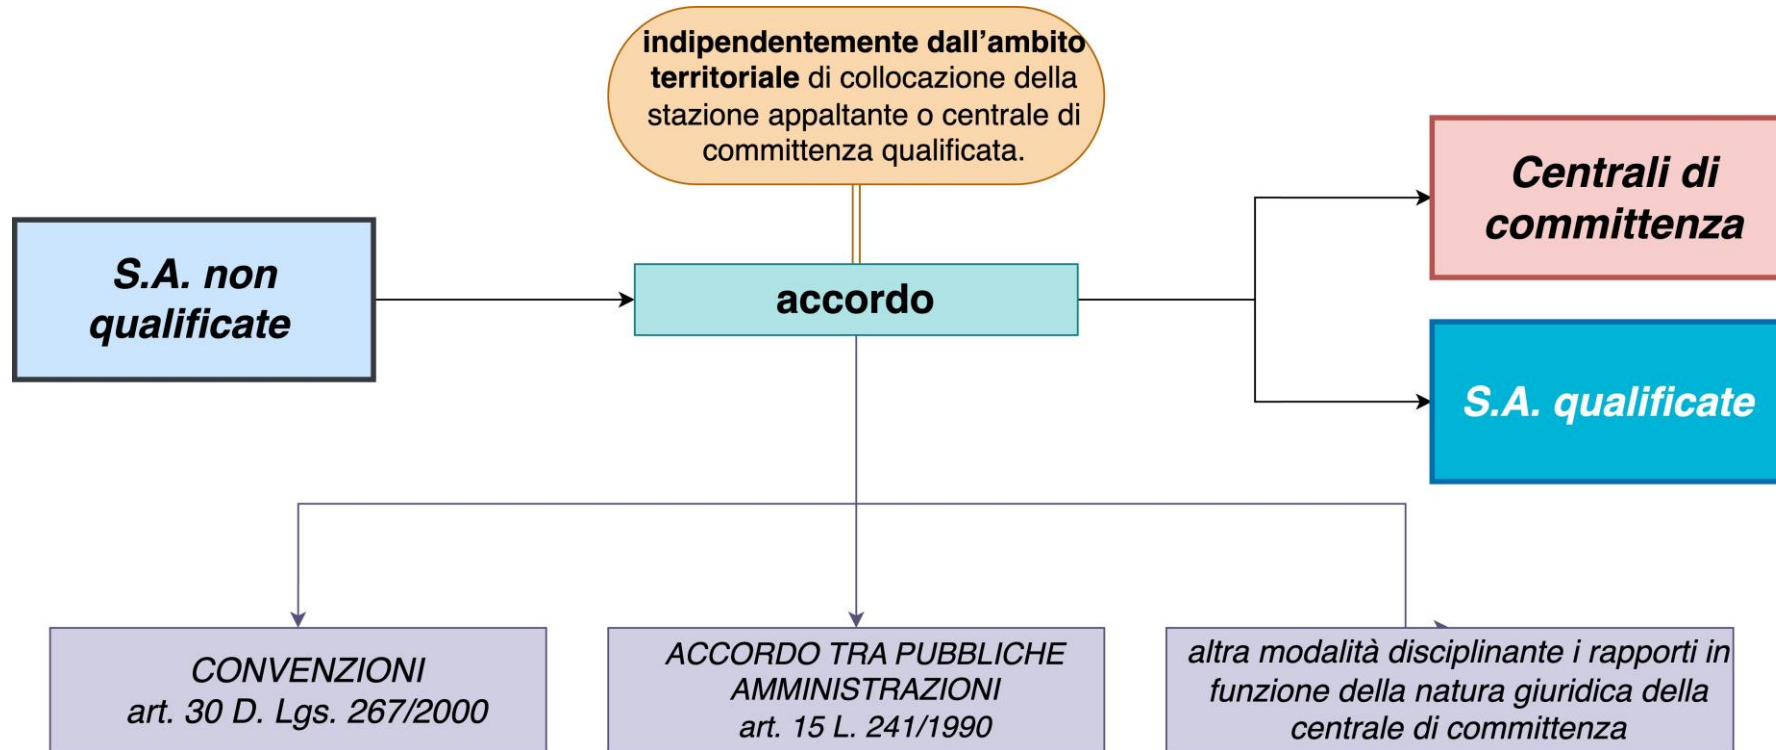 indipendentemente dall'ambito
territoriale di collocazione della
stazione appaltante o centrale di
committenza qualificata.
Centrali di
committenza
S.A. non
qualificate
accordo
S.A. qualificate
CONVENZIONI
art. 30 D. Lgs. 267/2000
ACCORDO TRA PUBBLICHE
AMMINISTRAZIONI
art. 15 L. 241/1990
altra modalità disciplinante i rapporti in
funzione della natura giuridica della
centrale di committenza